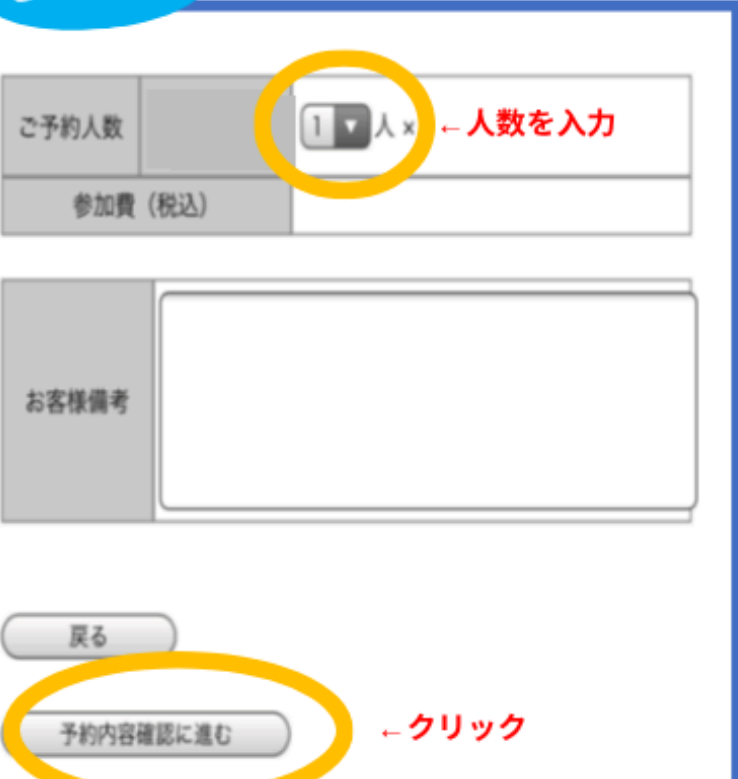 ご予約人数 1 ▼ 人 x ←人数を入力
参加費（税込）
お客様備考
戻る
予約内容確認に進む ←クリック